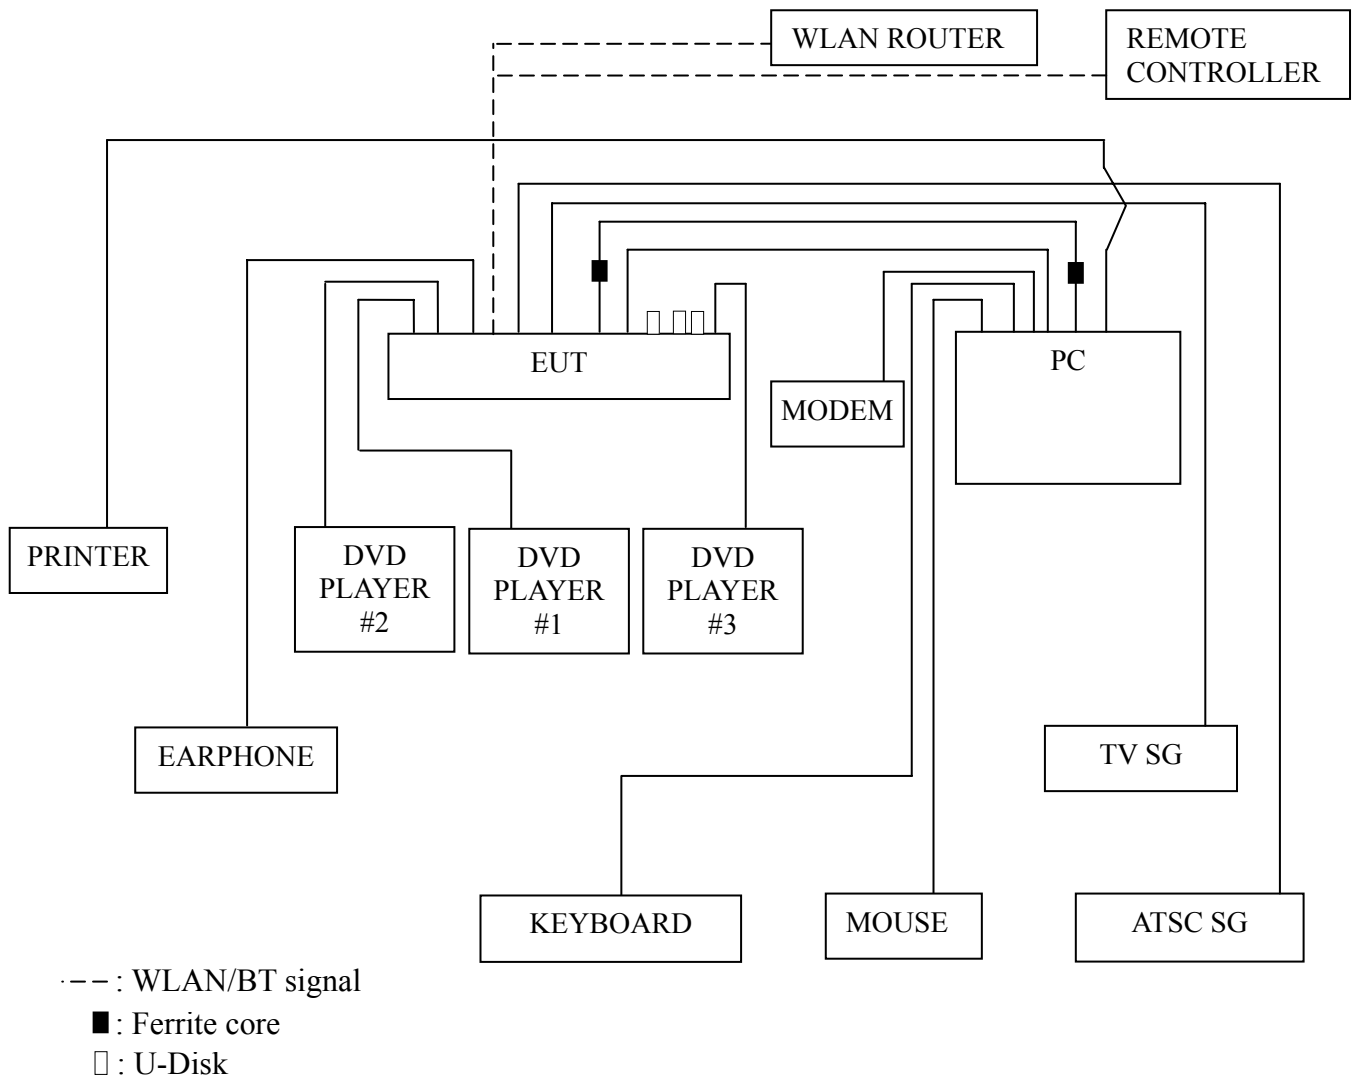 WLAN ROUTER
REMOTE
CONTROLLER
EUT
PC
MODEM
PRINTER
DVD
PLAYER
#2
DVD
PLAYER
#1
DVD
PLAYER
#3
EARPHONE
TV SG
KEYBOARD
MOUSE
ATSC SG
: WLAN/BT signal
: Ferrite core
: U-Disk